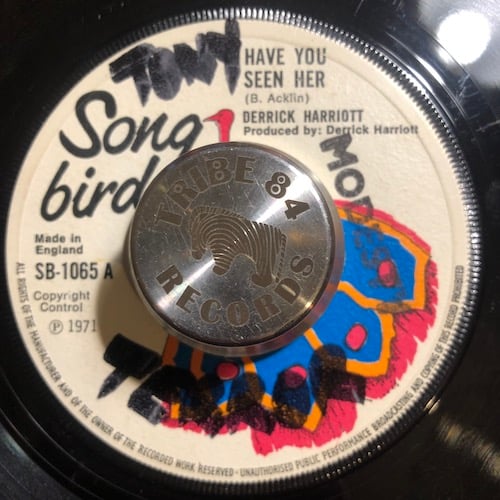 TONY
HAVE YOU
SEEN HER
(B. Acklin)
DERRICK HARRIOTT
Produced by: Derrick Harriott
Song
bird
TRIBE 84
RECORDS
Made in
England
SB-1065 A
Copyright
Control
℗ 1971
ALL RIGHTS OF THE MANUFACTURER AND OF THE OWNER OF THE RECORDED WORK RESERVED - UNAUTHORISED PUBLIC PERFORMANCE BROADCASTING AND COPYING OF THIS RECORD PROHIBITED